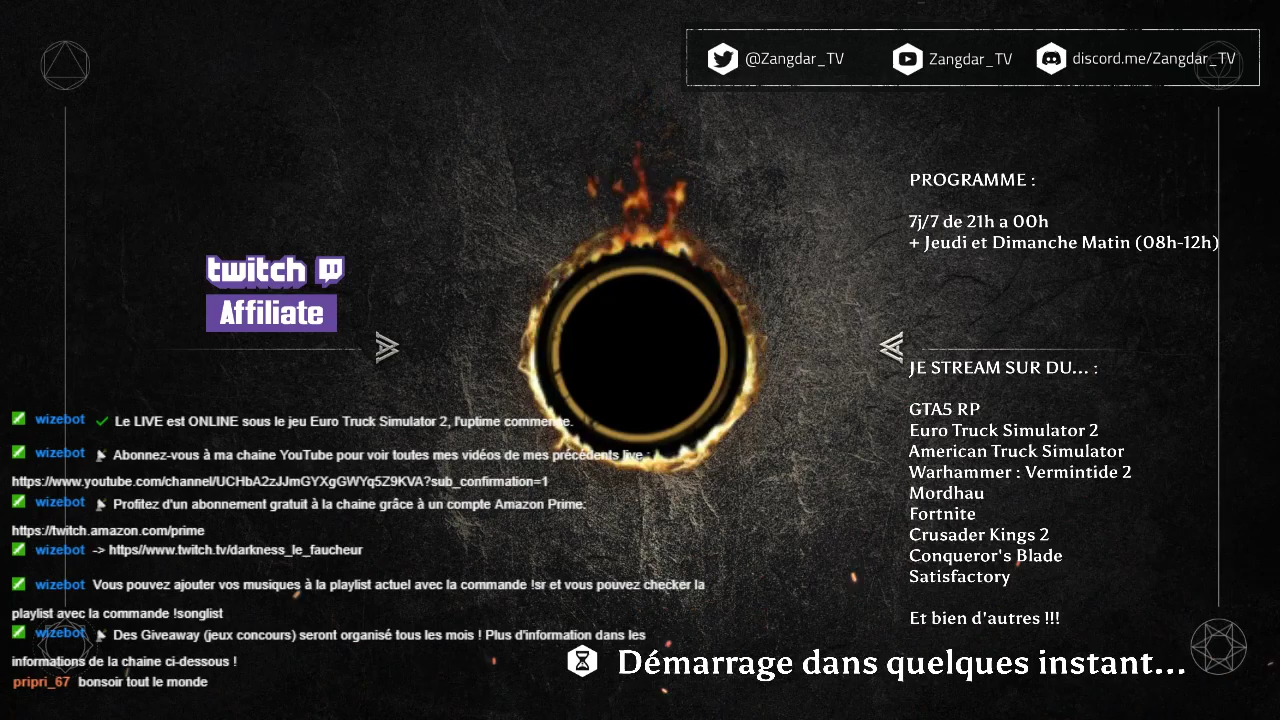 @Zangdar_TV
Zangdar_TV
discord.me/Zangdar_TV
PROGRAMME :
7j/7 de 21h a 00h
+ Jeudi et Dimanche Matin (08h-12h)
twitch
Affiliate
JE STREAM SUR DU... :
GTA5 RP
Euro Truck Simulator 2
American Truck Simulator
Warhammer : Vermintide 2
Mordhau
Fortnite
Crusader Kings 2
Conqueror's Blade
Satisfactory
Et bien d'autres !!!
wizebot Le LIVE est ONLINE sous le jeu Euro Truck Simulator 2, l'uptime commence.
wizebot Abonnez-vous à ma chaine YouTube pour voir toutes mes vidéos de mes précédents live :
https://www.youtube.com/channel/UCHbA2zJJmGYXgGWYq5Z9KVA?sub_confirmation=1
wizebot Profitez d'un abonnement gratuit à la chaine grâce à un compte Amazon Prime:
https://twitch.amazon.com/prime
wizebot -> https//www.twitch.tv/darkness_le_faucheur
wizebot Vous pouvez ajouter vos musiques à la playlist actuel avec la commande !sr et vous pouvez checker la
playlist avec la commande !songlist
wizebot Des Giveaway (jeux concours) seront organisé tous les mois ! Plus d'information dans les
informations de la chaine ci-dessous !
pripri_67 bonsoir tout le monde
Démarrage dans quelques instant...